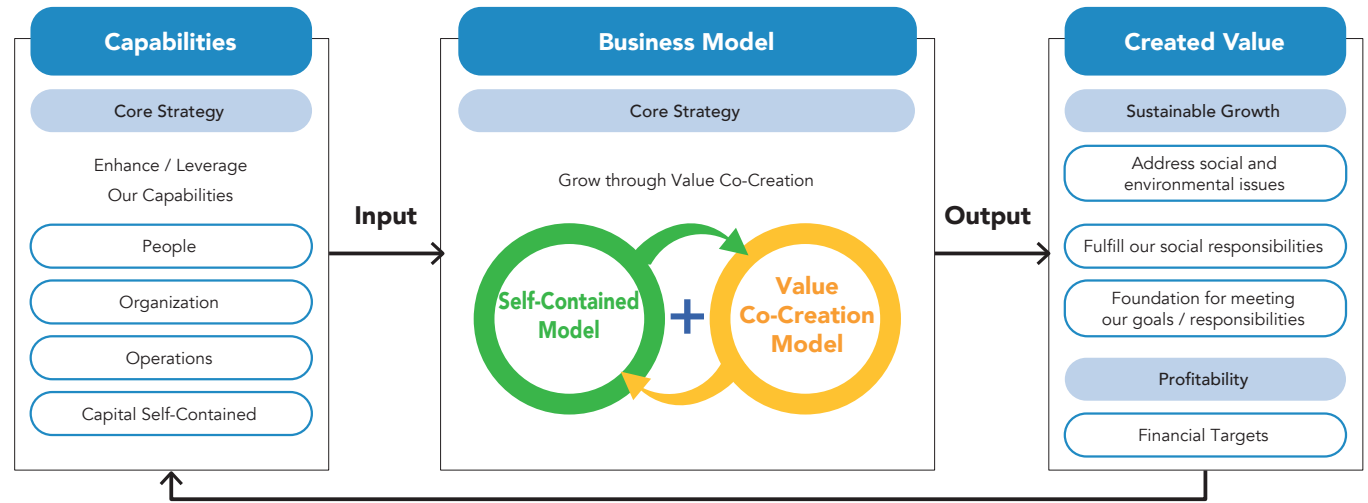 Capabilities
Core Strategy
Enhance / Leverage
Our Capabilities
People
Organization
Operations
Capital Self-Contained
Input
Business Model
Core Strategy
Grow through Value Co-Creation
Self-Contained
Model
+
Value
Co-Creation
Model
Output
Created Value
Sustainable Growth
Address social and
environmental issues
Fulfill our social responsibilities
Foundation for meeting
our goals / responsibilities
Profitability
Financial Targets